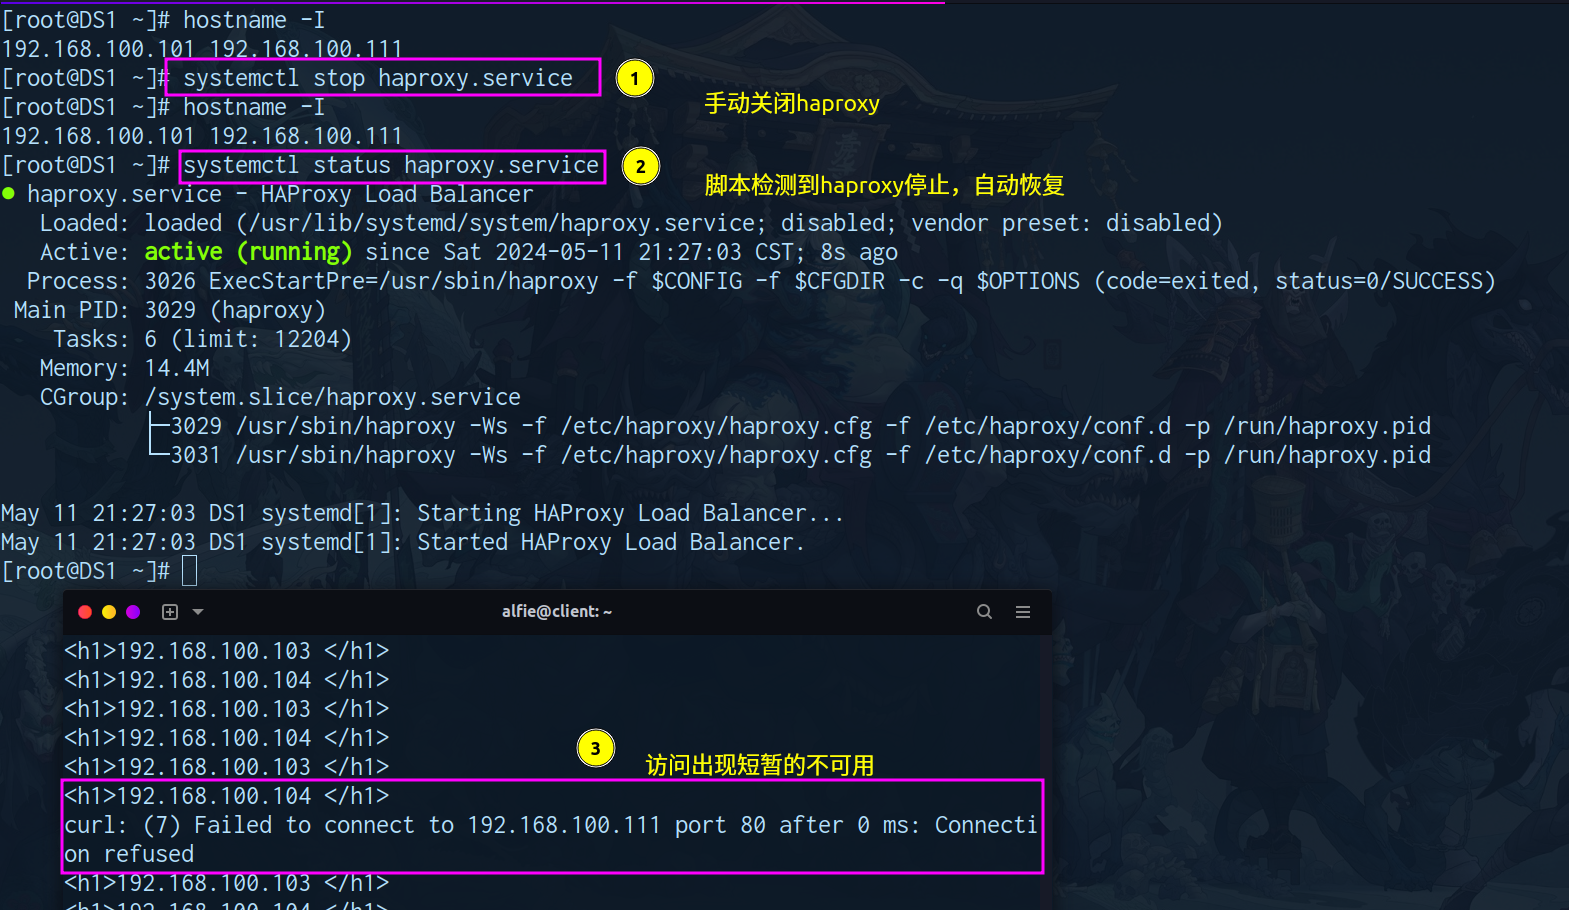 [root@DS1 ~]# hostname -I
192.168.100.101 192.168.100.111
[root@DS1 ~]# systemctl stop haproxy.service
1
手动关闭haproxy
[root@DS1 ~]# hostname -I
192.168.100.101 192.168.100.111
[root@DS1 ~]# systemctl status haproxy.service
2
脚本检测到haproxy停止，自动恢复
● haproxy.service - HAProxy Load Balancer
Loaded: loaded (/usr/lib/systemd/system/haproxy.service; disabled; vendor preset: disabled)
Active: active (running) since Sat 2024-05-11 21:27:03 CST; 8s ago
Process: 3026 ExecStartPre=/usr/sbin/haproxy -f $CONFIG -f $CFGDIR -c -q $OPTIONS (code=exited, status=0/SUCCESS)
Main PID: 3029 (haproxy)
Tasks: 6 (limit: 12204)
Memory: 14.4M
CGroup: /system.slice/haproxy.service
├─3029 /usr/sbin/haproxy -Ws -f /etc/haproxy/haproxy.cfg -f /etc/haproxy/conf.d -p /run/haproxy.pid
└─3031 /usr/sbin/haproxy -Ws -f /etc/haproxy/haproxy.cfg -f /etc/haproxy/conf.d -p /run/haproxy.pid
May 11 21:27:03 DS1 systemd[1]: Starting HAProxy Load Balancer...
May 11 21:27:03 DS1 systemd[1]: Started HAProxy Load Balancer.
[root@DS1 ~]#
alfie@client: ~
<h1>192.168.100.103 </h1>
<h1>192.168.100.104 </h1>
<h1>192.168.100.103 </h1>
<h1>192.168.100.104 </h1>
<h1>192.168.100.103 </h1>
3
访问出现短暂的不可用
<h1>192.168.100.104 </h1>
curl: (7) Failed to connect to 192.168.100.111 port 80 after 0 ms: Connecti
on refused
<h1>192.168.100.103 </h1>
<h1>192.168.100.104 </h1>